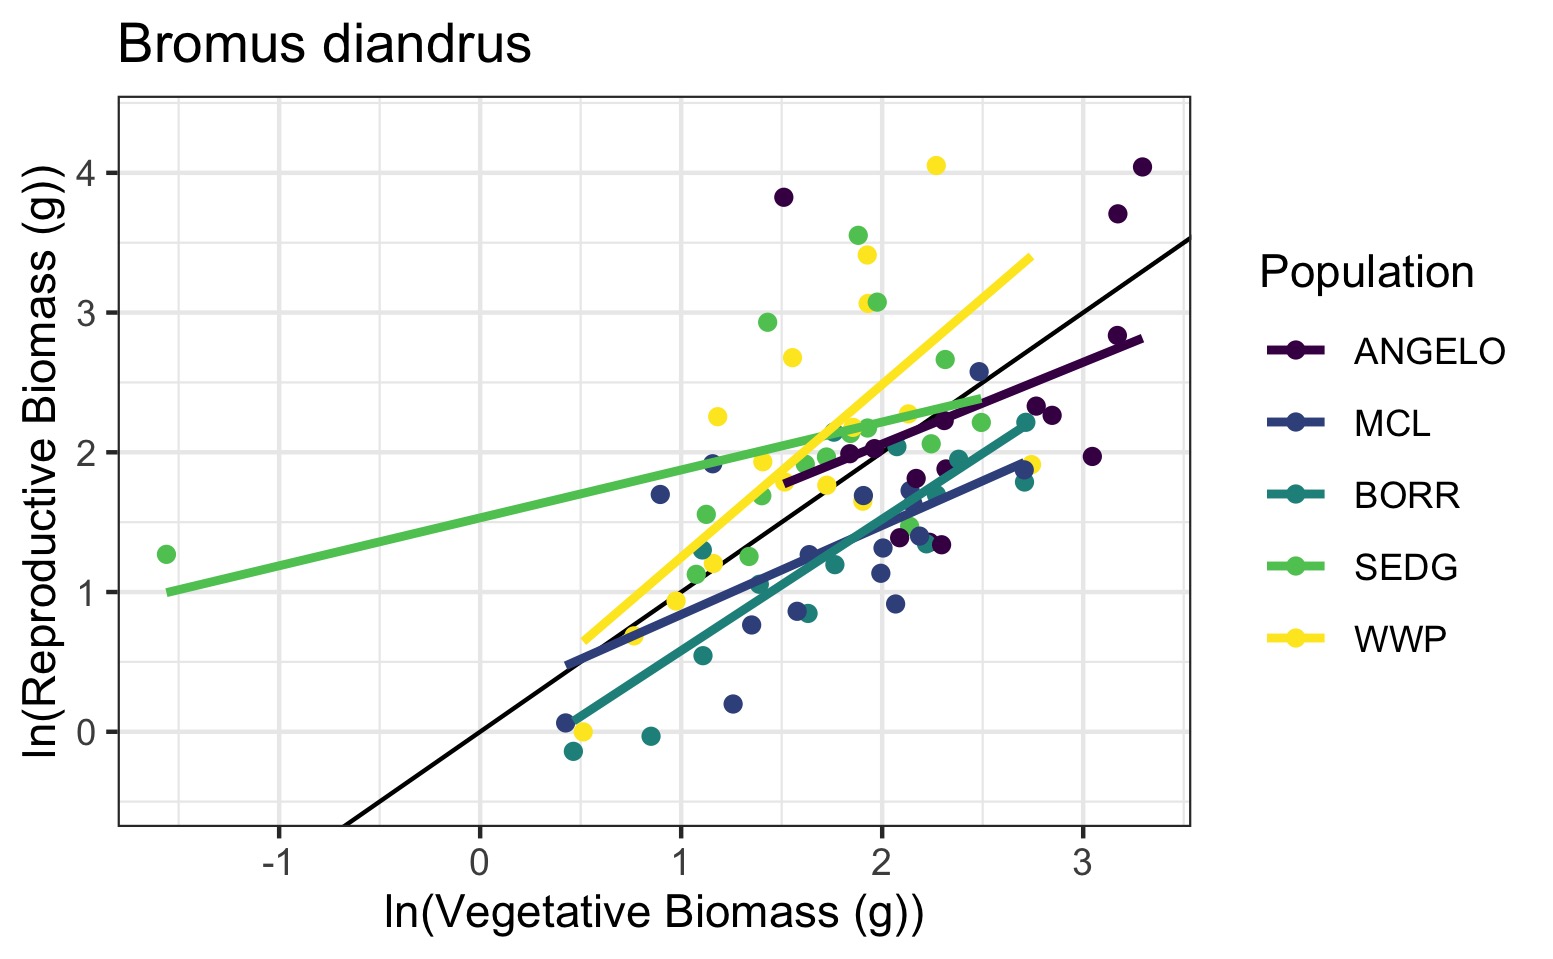 Bromus diandrus
ln(Reproductive Biomass (g))
4
3
2
1
0
-1 0 1 2 3
ln(Vegetative Biomass (g))
Population
ANGELO
MCL
BORR
SEDG
WWP